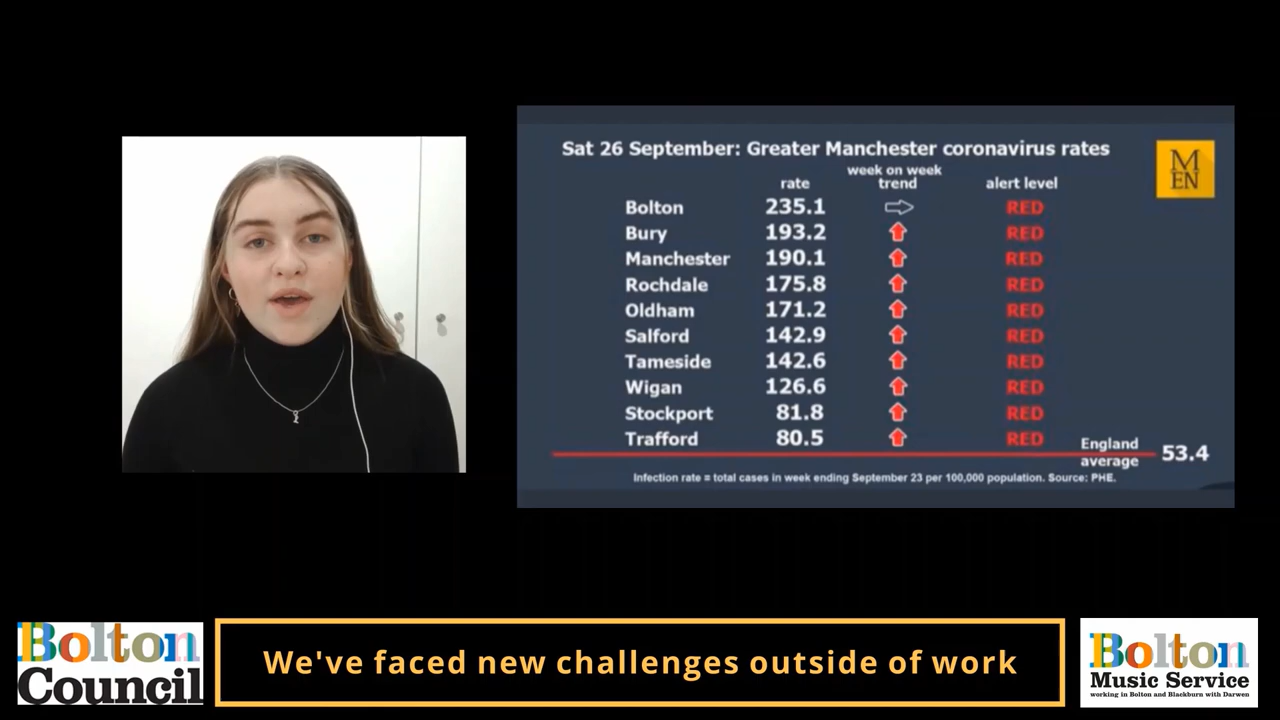 Sat 26 September: Greater Manchester coronavirus rates
M
EN
rate week on week trend alert level
Bolton 235.1 RED
Bury 193.2 RED
Manchester 190.1 RED
Rochdale 175.8 RED
Oldham 171.2 RED
Salford 142.9 RED
Tameside 142.6 RED
Wigan 126.6 RED
Stockport 81.8 RED
Trafford 80.5 RED
England average 53.4
Infection rate = total cases in week ending September 23 per 100,000 population. Source: PHE.
Bolton
Council
We've faced new challenges outside of work
Bolton
Music Service
working in Bolton and Blackburn with Darwen